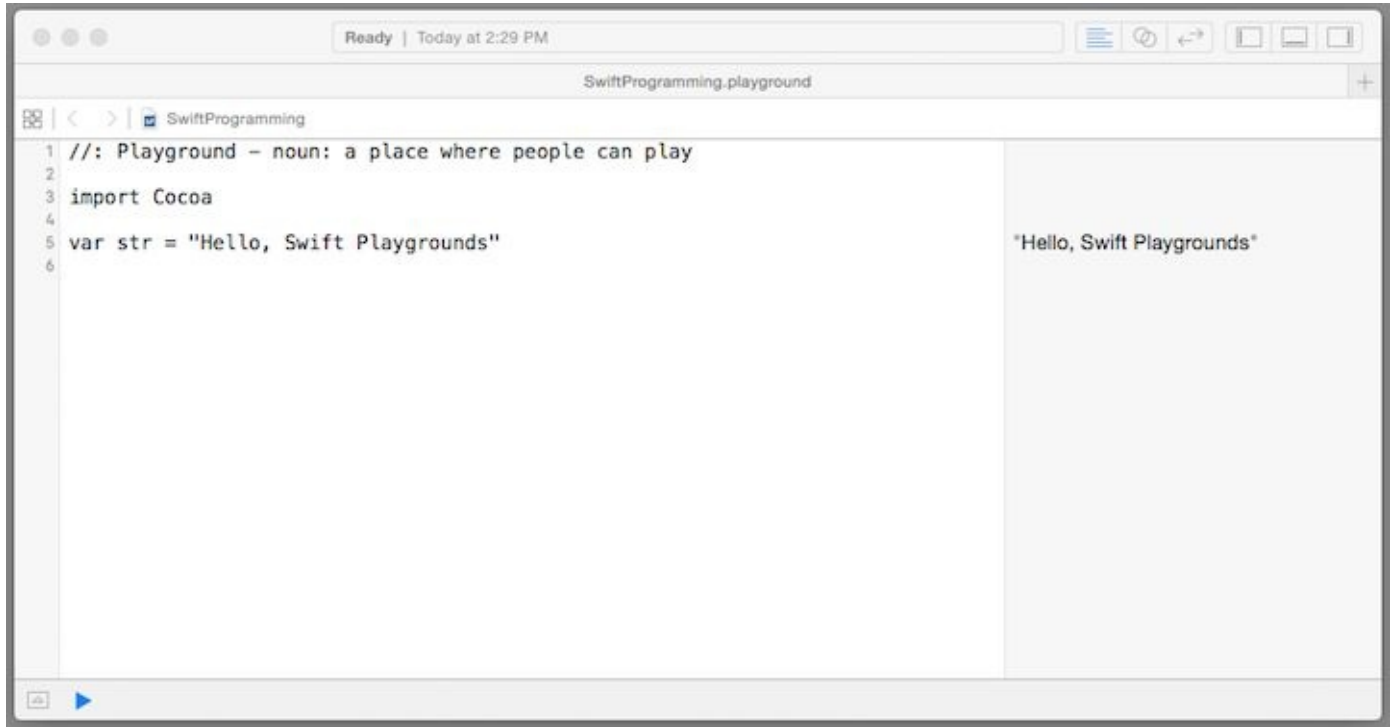 Ready | Today at 2:29 PM
SwiftProgramming.playground
SwiftProgramming
1 //: Playground – noun: a place where people can play
2
3 import Cocoa
4
5 var str = "Hello, Swift Playgrounds" "Hello, Swift Playgrounds"
6